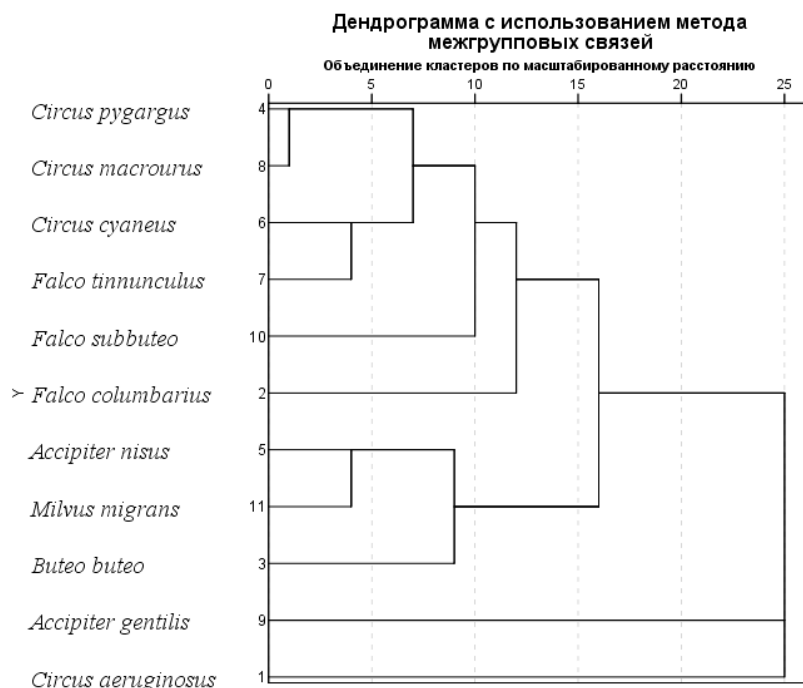 Дендрограмма с использованием метода
межгрупповых связей
Объединение кластеров по масштабированному расстоянию
0 5 10 15 20 25
Circus pygargus 4
Circus macrourus 8
Circus cyaneus 6
Falco tinnunculus 7
Falco subbuteo 10
Y Falco columbarius 2
Accipiter nisus 5
Milvus migrans 11
Buteo buteo 3
Accipiter gentilis 9
Circus aeruginosus 1